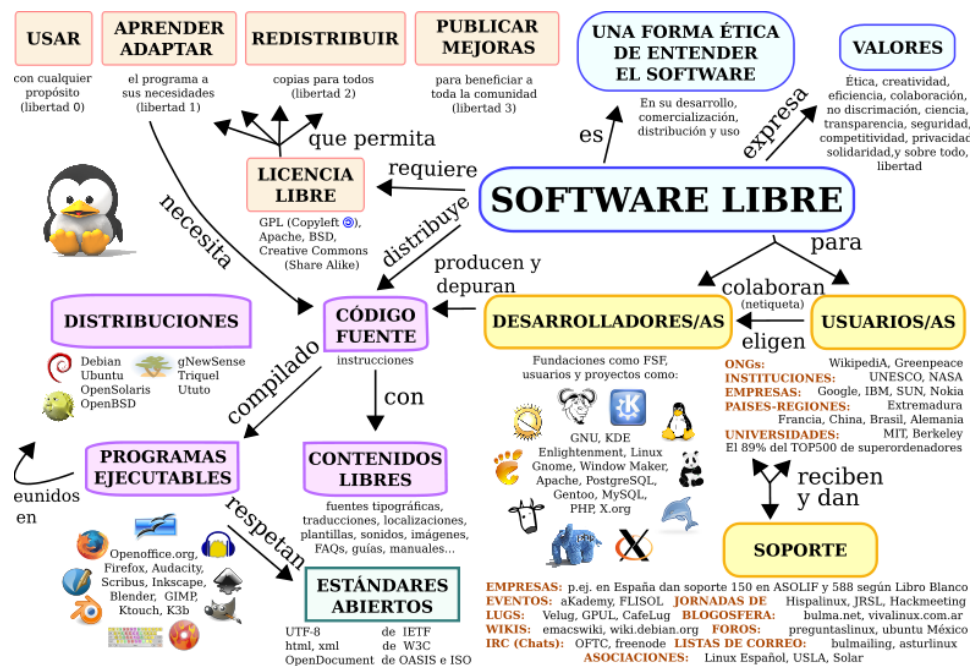 USAR
con cualquier
propósito
(libertad 0)
APRENDER
ADAPTAR
el programa a
sus necesidades
(libertad 1)
REDISTRIBUIR
copias para todos
(libertad 2)
PUBLICAR
MEJORAS
para beneficiar a
toda la comunidad
(libertad 3)
UNA FORMA ÉTICA
DE ENTENDER
EL SOFTWARE
En su desarrollo,
comercialización,
distribución y uso
VALORES
Ética, creatividad,
eficiencia, colaboración,
no discrimación, ciencia,
transparencia, seguridad,
competitividad, privacidad
solidaridad,y sobre todo,
libertad
es
expresa
que permita
requiere
LICENCIA
LIBRE
GPL (Copyleft),
Apache, BSD,
Creative Commons
(Share Alike)
SOFTWARE LIBRE
necesita
distribuye
para
producen y
depuran
colaboran
(netiqueta)
eligen
DISTRIBUCIONES
Debian
Ubuntu
OpenSolaris
OpenBSD
gNewSense
Triquel
Ututo
CÓDIGO
FUENTE
instrucciones
DESARROLLADORES/AS
Fundaciones como FSF,
usuarios y proyectos como:
GNU, KDE
Enlightenment, Linux
Gnome, Window Maker,
Apache, PostgreSQL,
Gentoo, MySQL,
PHP, X.org
USUARIOS/AS
ONGs: WikipediA, Greenpeace
INSTITUCIONES: UNESCO, NASA
EMPRESAS: Google, IBM, SUN, Nokia
PAISES-REGIONES: Extremadura
Francia, China, Brasil, Alemania
UNIVERSIDADES: MIT, Berkeley
El 89% del TOP500 de superordenadores
compilado
con
eunidos
en
PROGRAMAS
EJECUTABLES
Openoffice.org,
Firefox, Audacity,
Scribus, Inkscape,
Blender, GIMP,
Ktouch, K3b
CONTENIDOS
LIBRES
fuentes tipográficas,
traducciones, localizaciones,
plantillas, sonidos, imágenes,
FAQs, guías, manuales...
respetan
ESTÁNDARES
ABIERTOS
UTF-8 de IETF
html, xml de W3C
OpenDocument de OASIS e ISO
reciben
y dan
SOPORTE
EMPRESAS: p.ej. en España dan soporte 150 en ASOLIF y 588 según Libro Blanco
EVENTOS: aKademy, FLISOL JORNADAS DE Hispalinux, JRSL, Hackmeeting
LUGS: Velug, GPUL, CafeLug BLOGOSFERA: bulma.net, vivalinux.com.ar
WIKIS: emacswiki, wiki.debian.org FOROS: preguntaslinux, ubuntu México
IRC (Chats): OFTC, freenode LISTAS DE CORREO: bulmailing, asturlinux
ASOCIACIONES: Linux Español, USLA, Solar